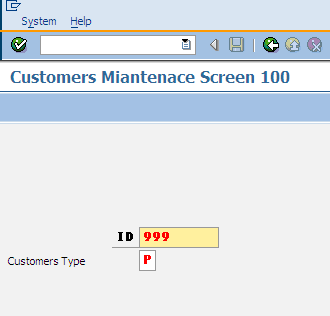 System Help
Customers Miantenace Screen 100
ID 999
Customers Type P